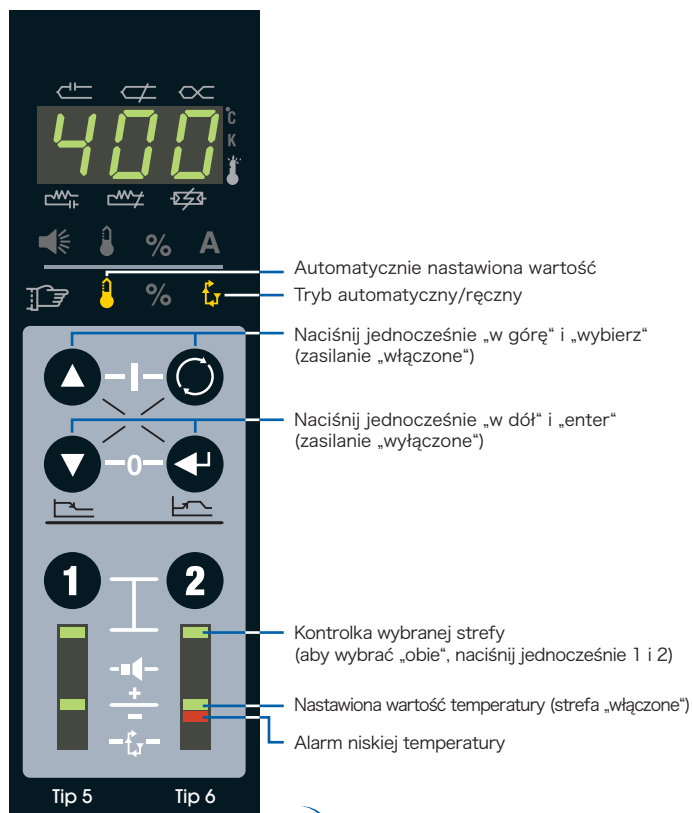 400
°C
K
% A
%
Automatycznie nastawiona wartość
Tryb automatyczny/ręczny
Naciśnij jednocześnie „w górę“ i „wybierz“
(zasilanie „włączone“)
Naciśnij jednocześnie „w dół“ i „enter“
(zasilanie „wyłączone“)
0
1 2
Kontrolka wybranej strefy
(aby wybrać „obie“, naciśnij jednocześnie 1 i 2)
+
Nastawiona wartość temperatury (strefa „włączone“)
-
Alarm niskiej temperatury
Tip 5 Tip 6